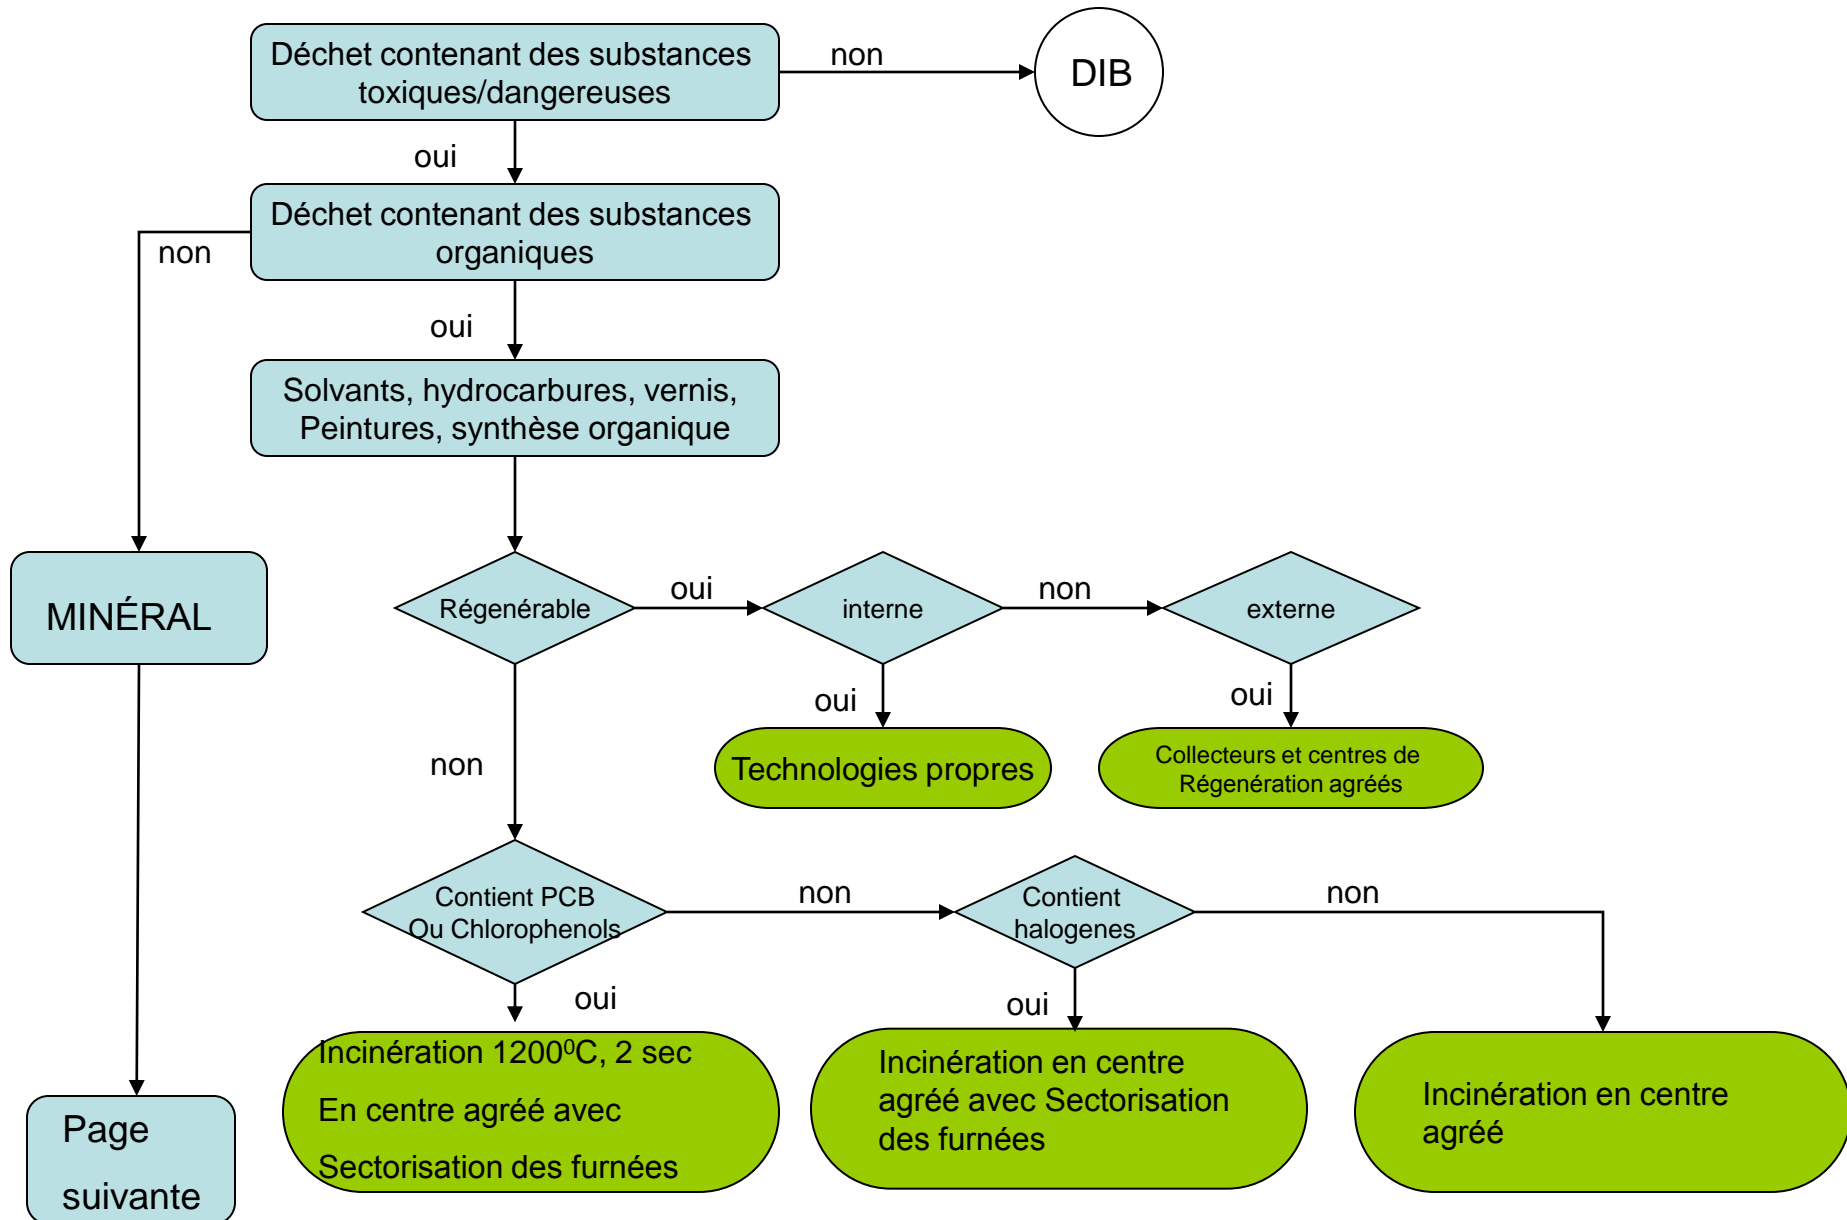 Déchet contenant des substances
toxiques/dangereuses
non
DIB
oui
Déchet contenant des substances
organiques
non
oui
Solvants, hydrocarbures, vernis,
Peintures, synthèse organique
MINÉRAL
Régenérable
oui
interne
non
externe
oui
oui
non
Technologies propres
Collecteurs et centres de
Régenération agréés
Contient PCB
Ou Chlorophenols
non
Contient
halogenes
non
oui
oui
Incinération 1200⁰C, 2 sec
En centre agréé avec
Sectorisation des furnées
Incinération en centre
agréé avec Sectorisation
des furnées
Incinération en centre
agréé
Page
suivante